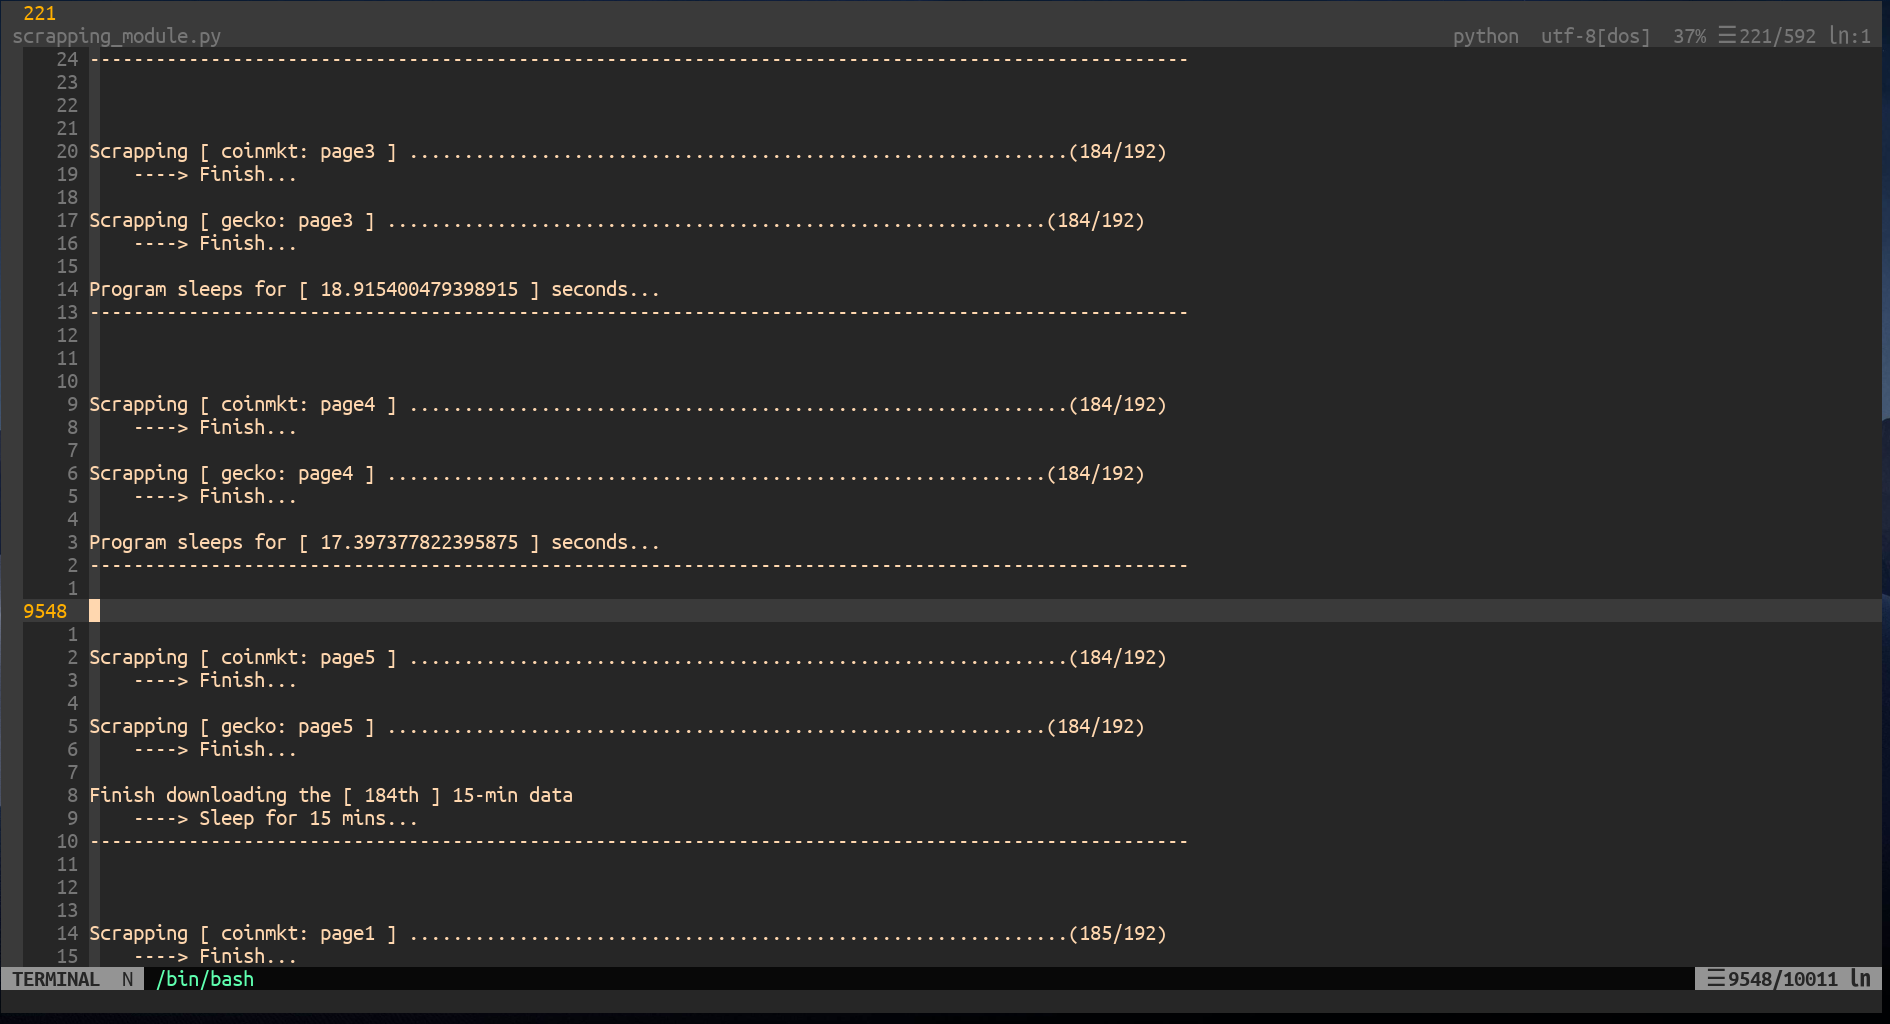 221
scrapping_module.py python utf-8[dos] 37% ☰221/592 ln:1
24 ----------------------------------------------------------------------------------------------------
23
22
21
20 Scrapping [ coinmkt: page3 ] ............................................................(184/192)
19     ----> Finish...
18
17 Scrapping [ gecko: page3 ] ............................................................(184/192)
16     ----> Finish...
15
14 Program sleeps for [ 18.915400479398915 ] seconds...
13 ----------------------------------------------------------------------------------------------------
12
11
10
9 Scrapping [ coinmkt: page4 ] ............................................................(184/192)
8     ----> Finish...
7
6 Scrapping [ gecko: page4 ] ............................................................(184/192)
5     ----> Finish...
4
3 Program sleeps for [ 17.397377822395875 ] seconds...
2 ----------------------------------------------------------------------------------------------------
1
9548
1
2 Scrapping [ coinmkt: page5 ] ............................................................(184/192)
3     ----> Finish...
4
5 Scrapping [ gecko: page5 ] ............................................................(184/192)
6     ----> Finish...
7
8 Finish downloading the [ 184th ] 15-min data
9     ----> Sleep for 15 mins...
10 ----------------------------------------------------------------------------------------------------
11
12
13
14 Scrapping [ coinmkt: page1 ] ............................................................(185/192)
15     ----> Finish...
TERMINAL N /bin/bash ☰9548/10011 ln